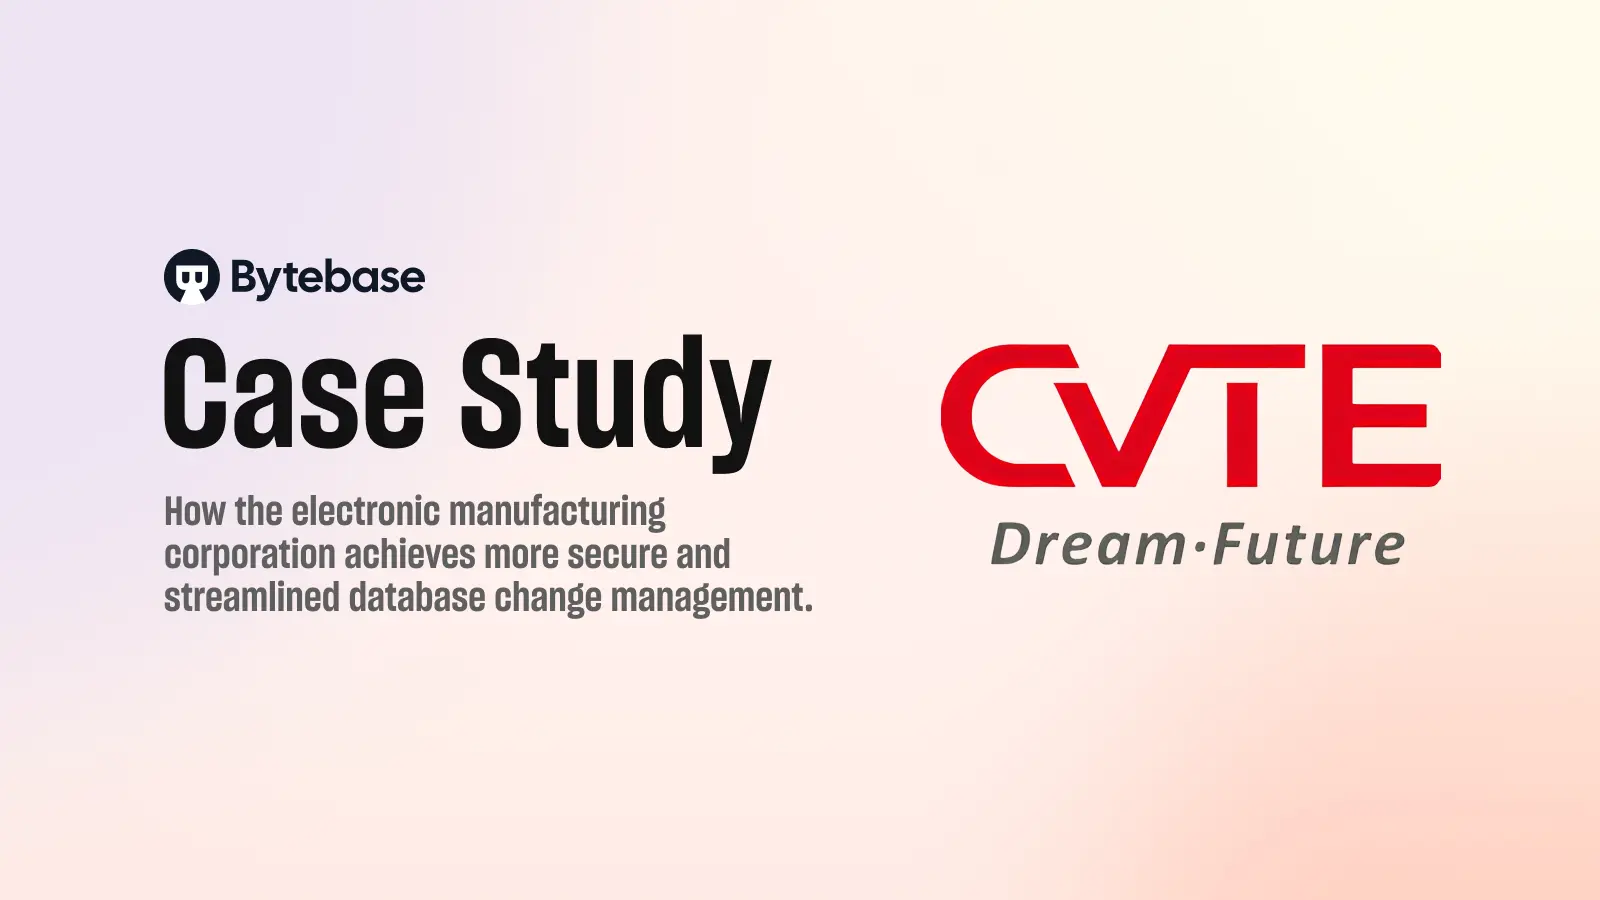 Bytebase
Case Study
How the electronic manufacturing
corporation achieves more secure and
streamlined database change management.
CVTE
Dream·Future